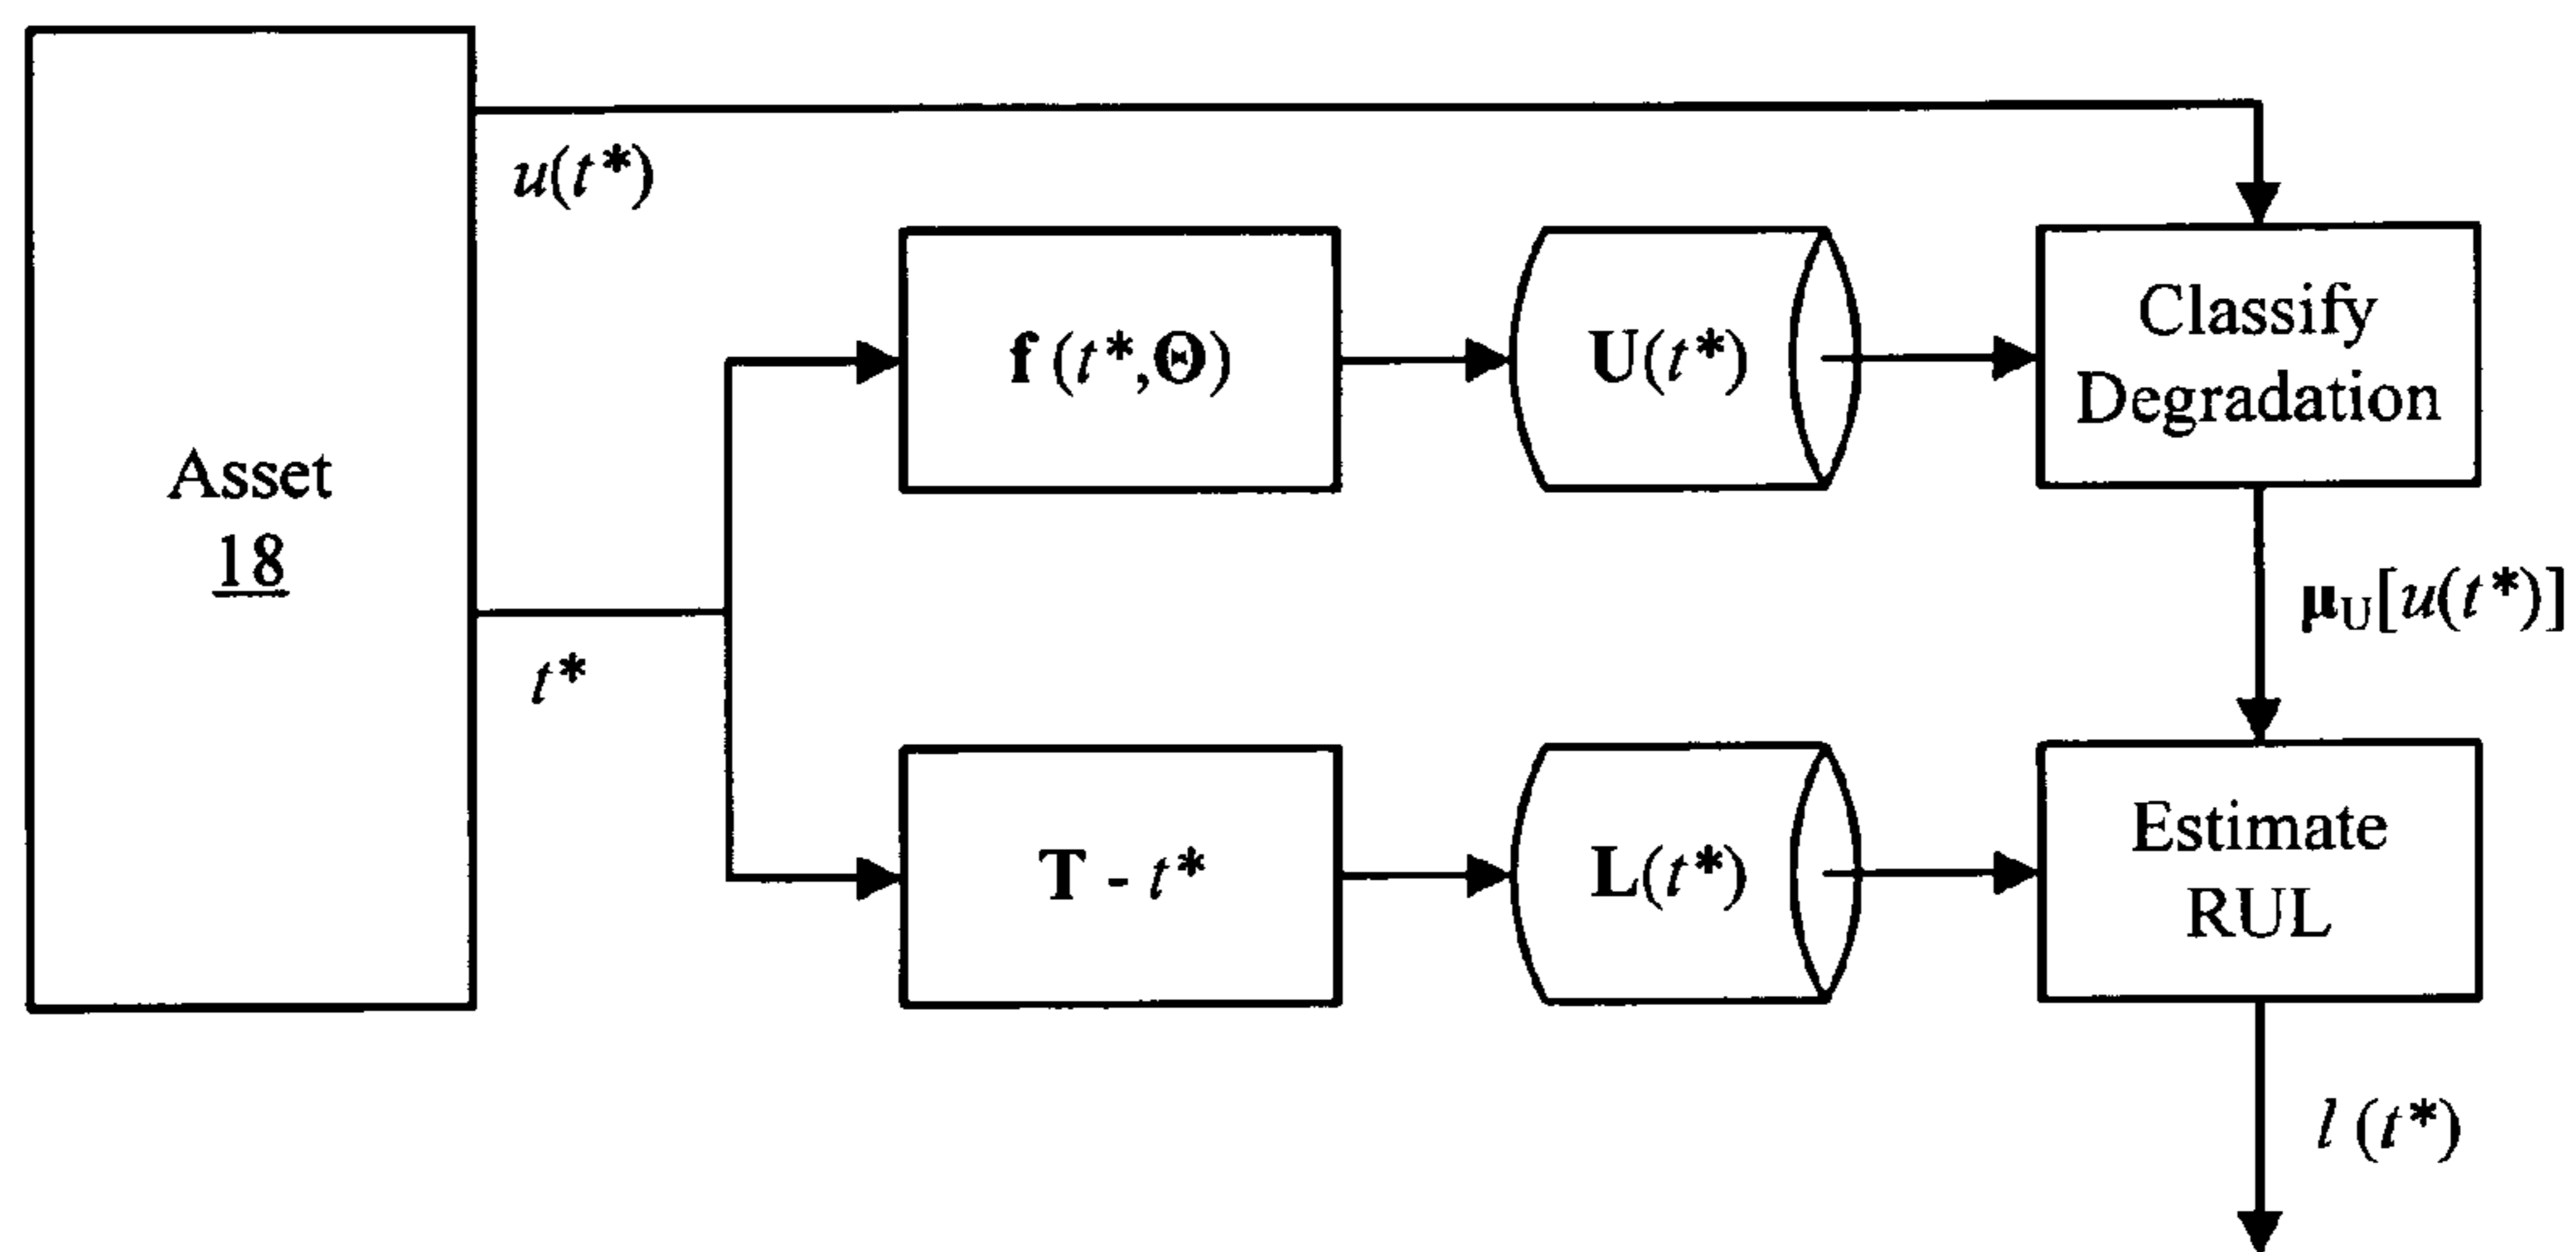 Asset
18
u(t*)
t*
f (t*,Θ)
U(t*)
Classify
Degradation
μU[u(t*)]
T - t*
L(t*)
Estimate
RUL
l (t*)